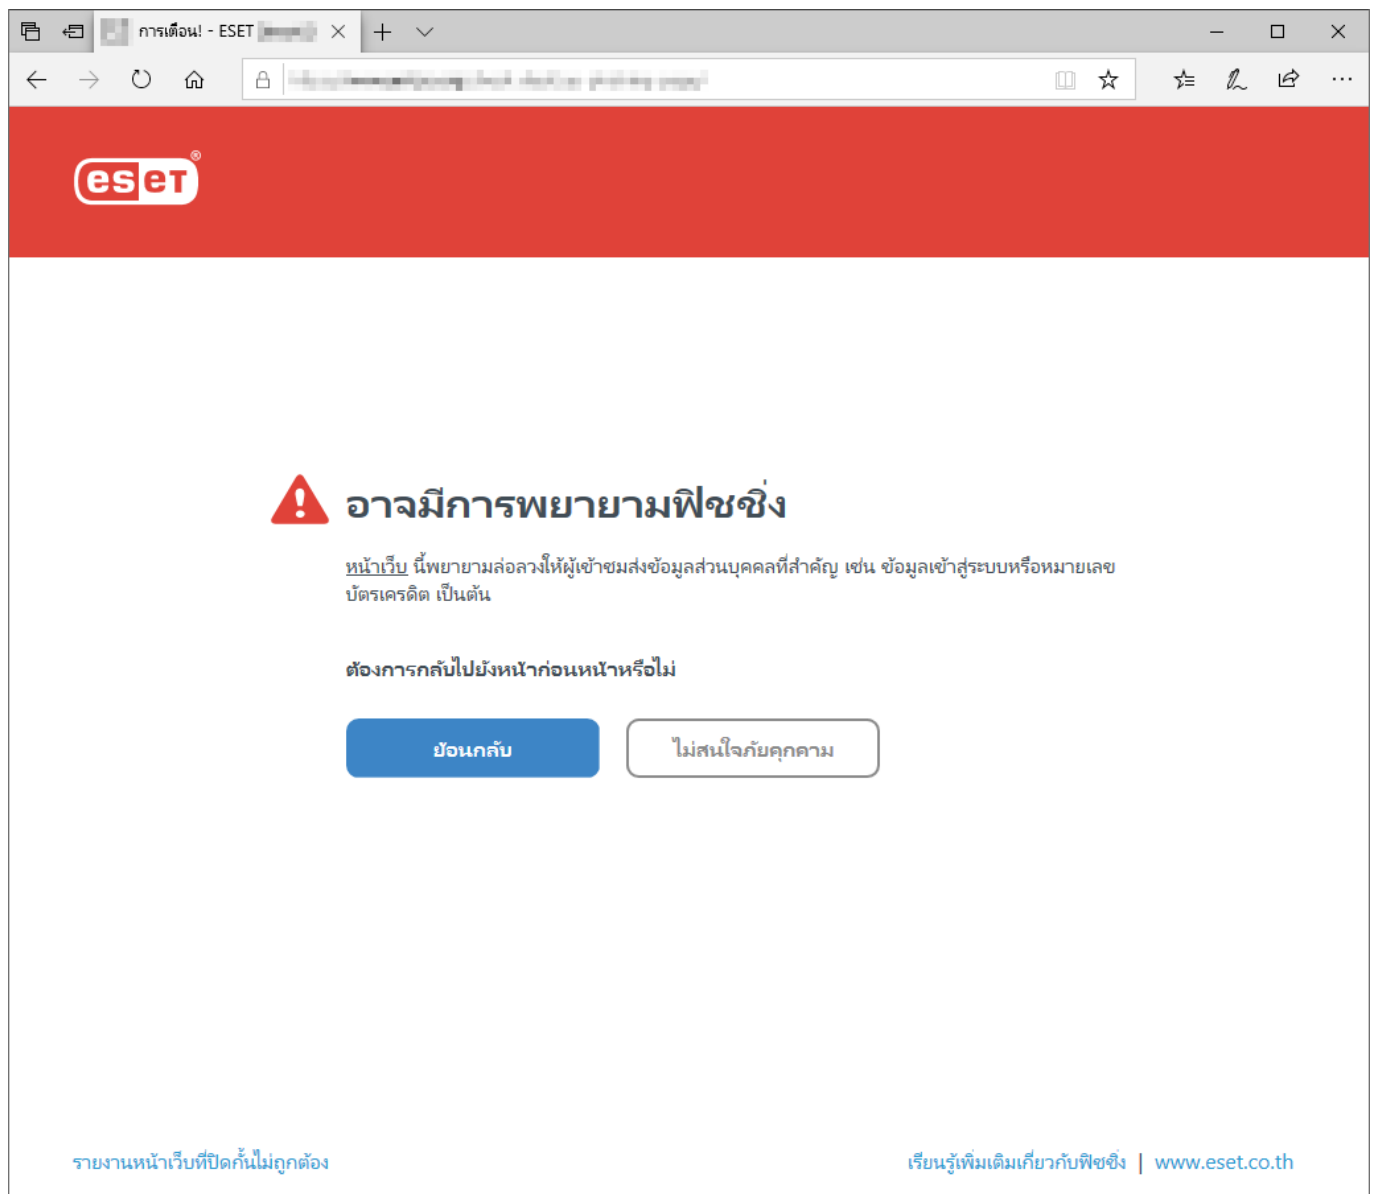 การเตือน! - ESET
eset®
อาจมีการพยายามฟิชชิ่ง
หน้าเว็บ นี้พยายามล่อลวงให้ผู้เข้าชมส่งข้อมูลส่วนบุคคลที่สำคัญ เช่น ข้อมูลเข้าสู่ระบบหรือหมายเลข
บัตรเครดิต เป็นต้น
ต้องการกลับไปยังหน้าก่อนหน้าหรือไม่
ย้อนกลับ
ไม่สนใจภัยคุกคาม
รายงานหน้าเว็บที่ปิดกั้นไม่ถูกต้อง
เรียนรู้เพิ่มเติมเกี่ยวกับฟิชชิ่ง | www.eset.co.th